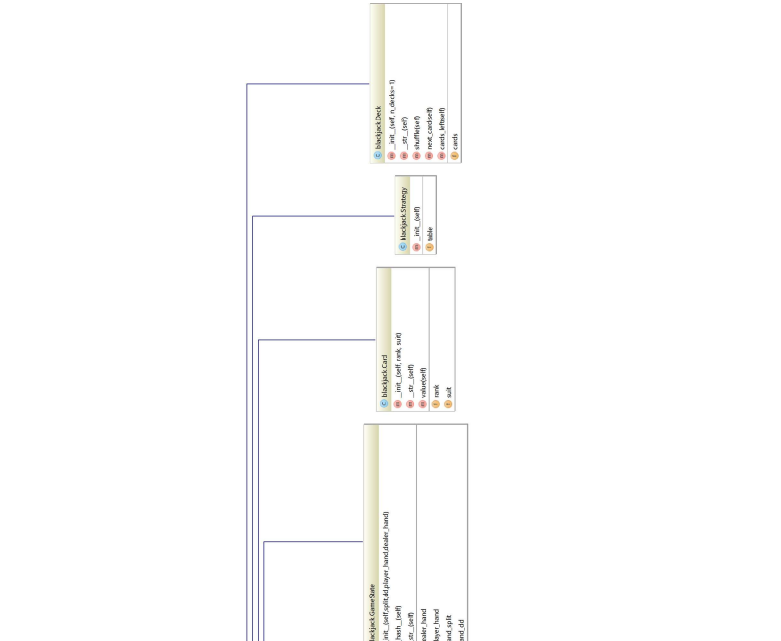 blackjack.Deck
__init__(self, n_decks=1)
__str__(self)
shuffle(self)
next_card(self)
cards_left(self)
cards
blackjack.Strategy
__init__(self)
table
blackjack.Card
__init__(self, rank, suit)
__str__(self)
value(self)
rank
suit
lackjack.GameState
init__(self,split,dd,player_hand,dealer_hand)
hash__(self)
str__(self)
ealer_hand
layer_hand
and_split
and_dd